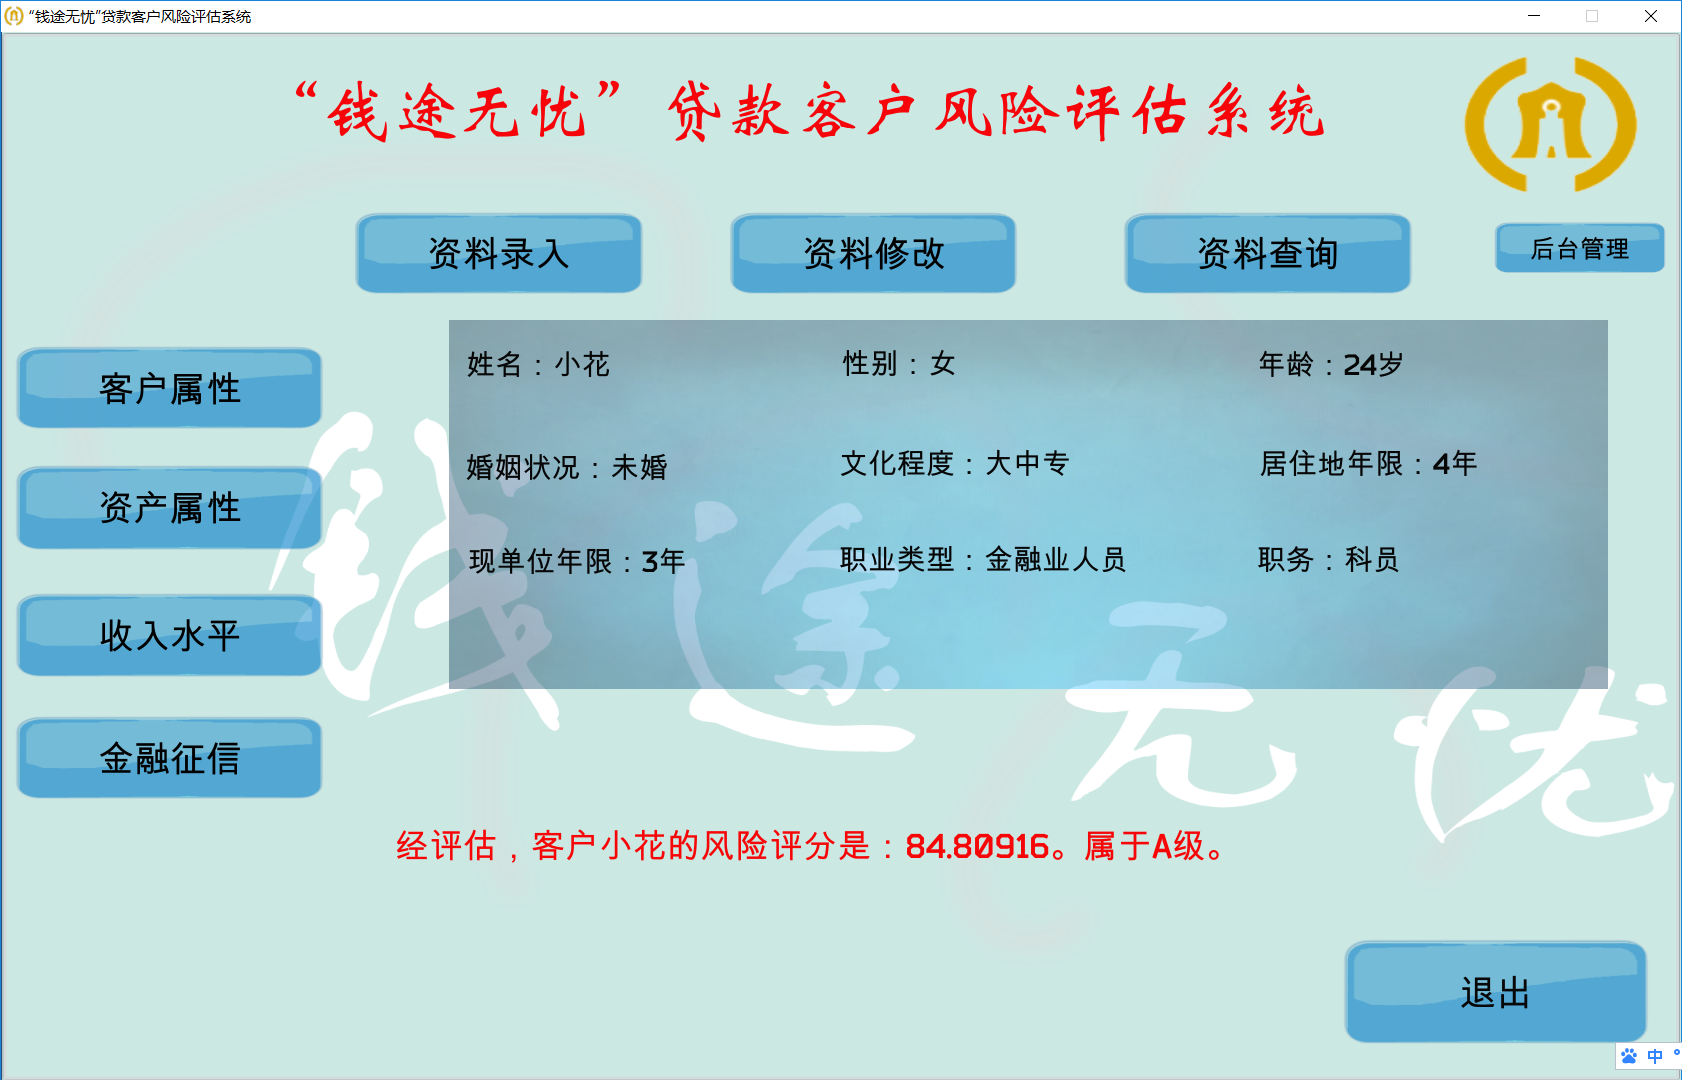 “钱途无忧”贷款客户风险评估系统
“钱途无忧”贷款客户风险评估系统
资料录入 资料修改 资料查询 后台管理
客户属性
资产属性
收入水平
金融征信
姓名：小花 性别：女 年龄：24岁
婚姻状况：未婚 文化程度：大中专 居住地年限：4年
现单位年限：3年 职业类型：金融业人员 职务：科员
钱途无忧
经评估，客户小花的风险评分是：84.80916。属于A级。
退出
中